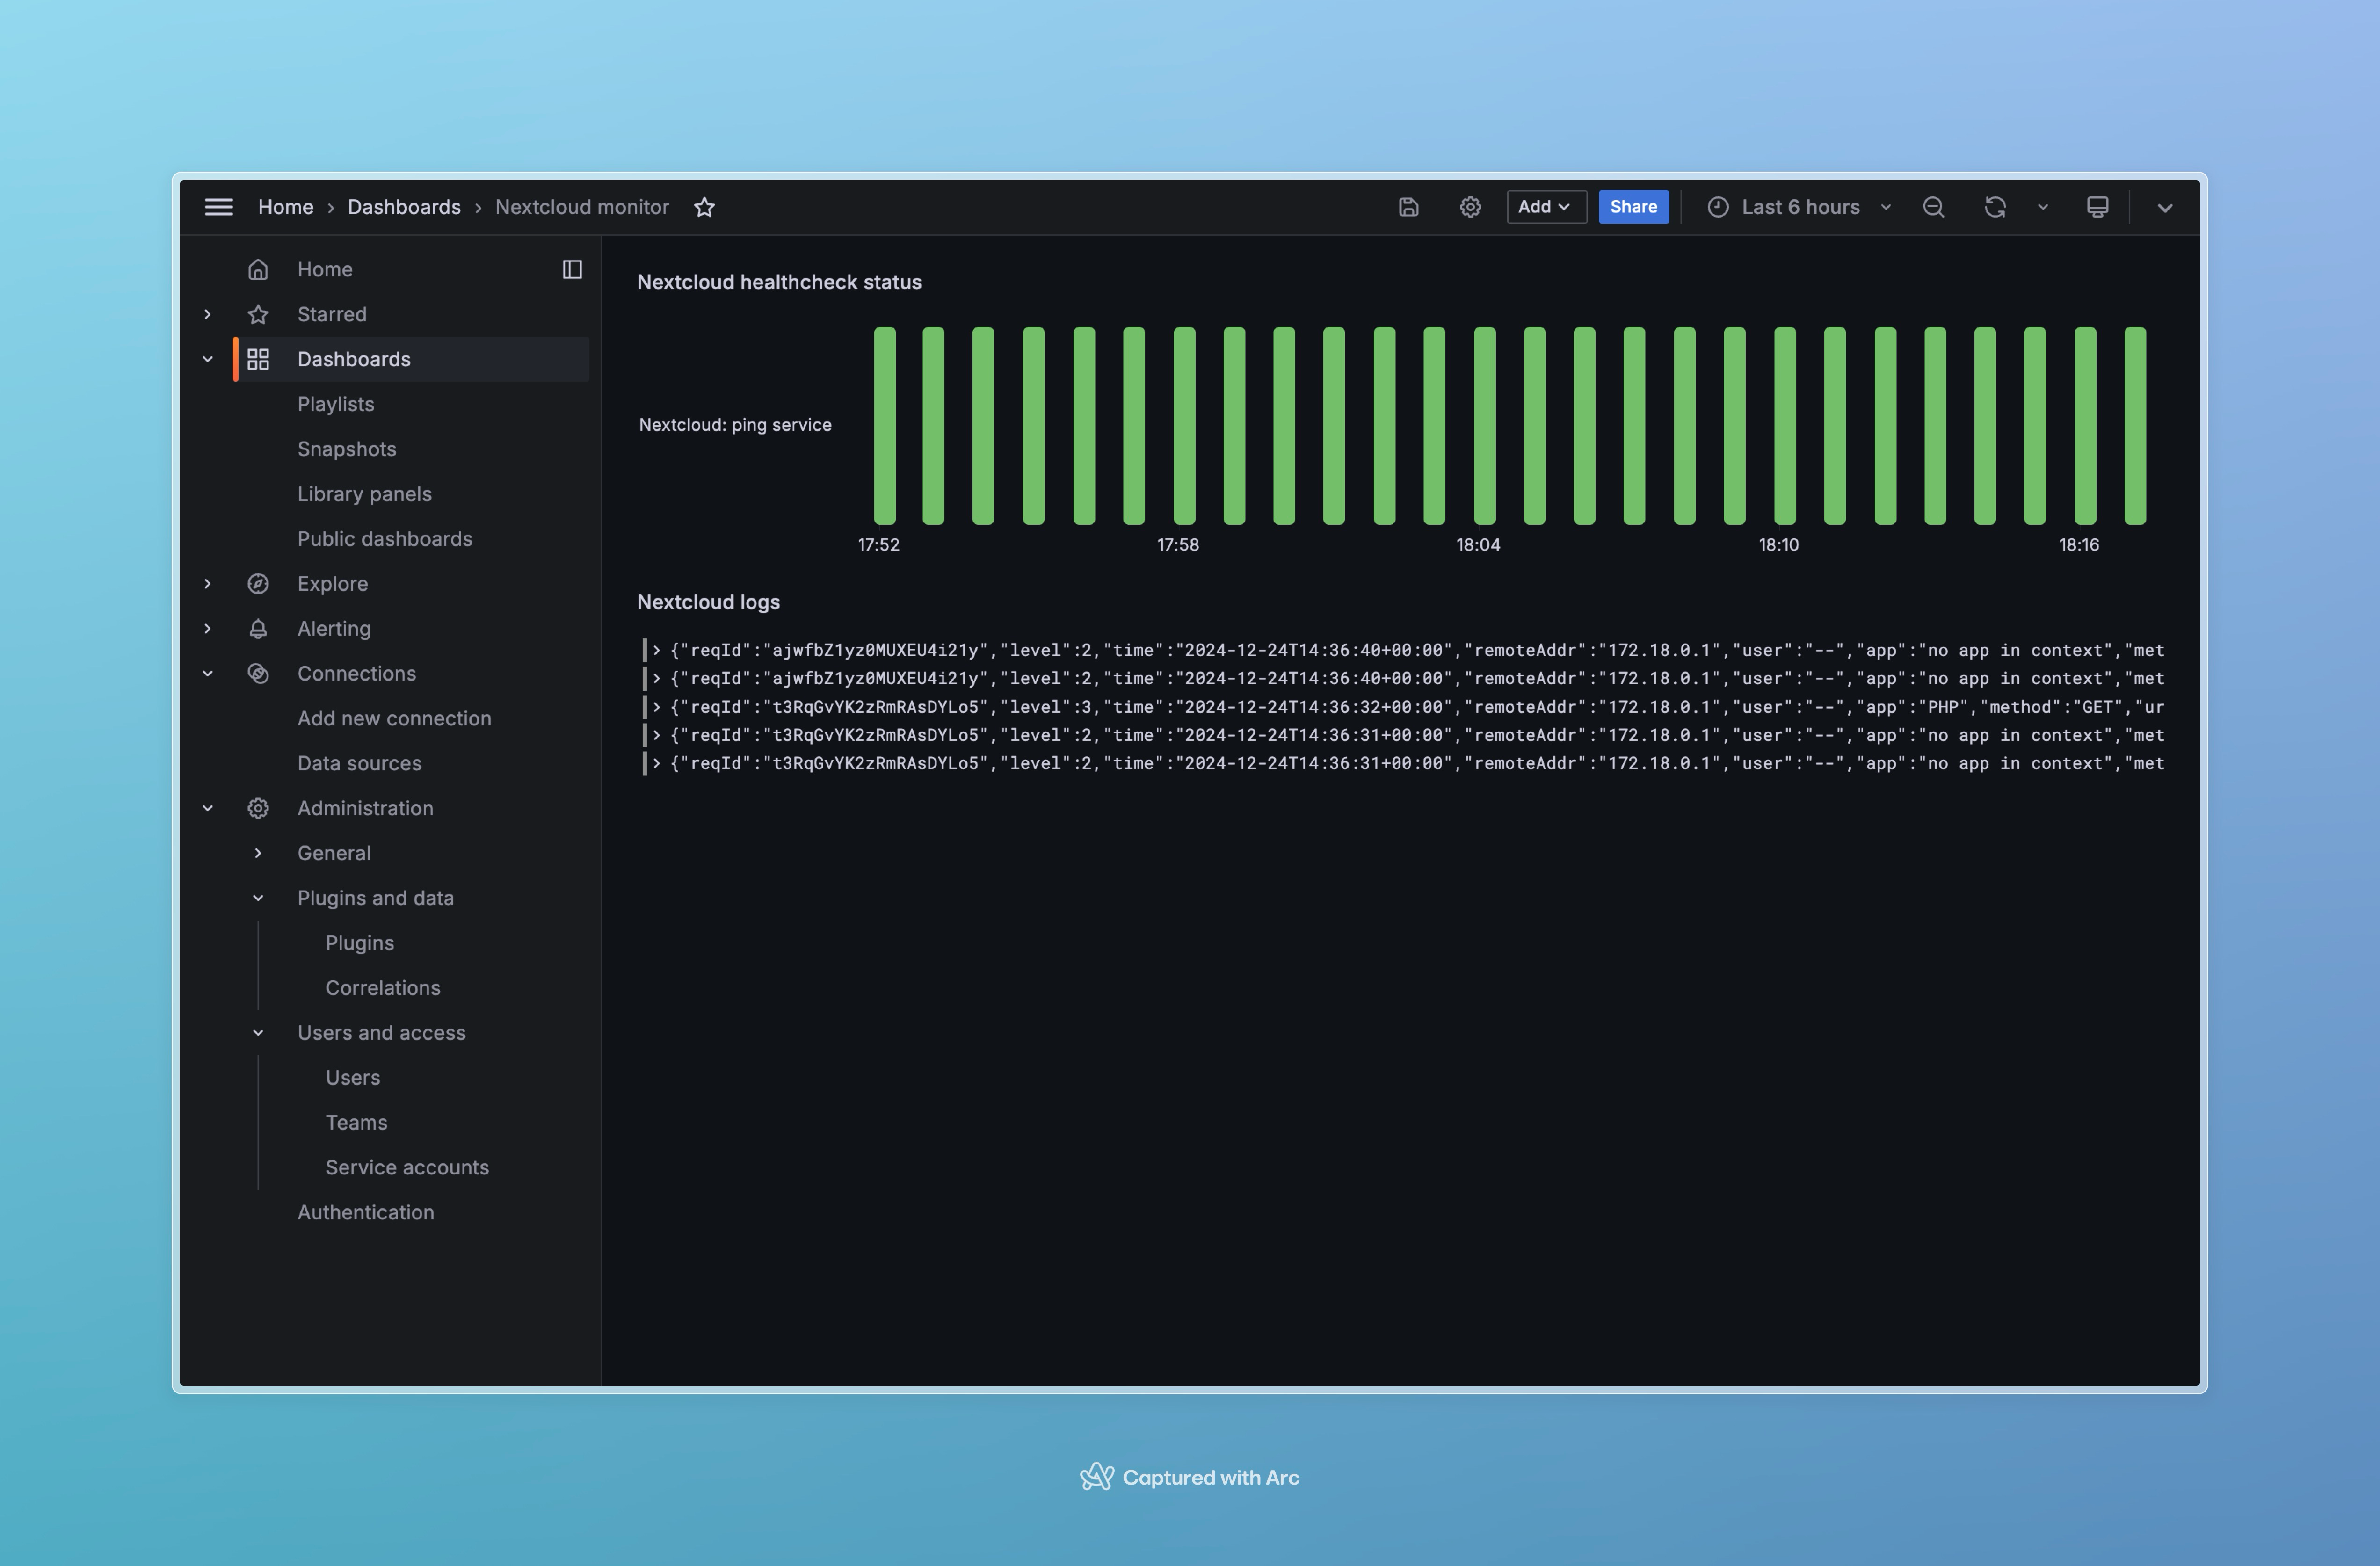 Home › Dashboards › Nextcloud monitor
Add
Share
Last 6 hours
Home
Starred
Dashboards
Playlists
Snapshots
Library panels
Public dashboards
Explore
Alerting
Connections
Add new connection
Data sources
Administration
General
Plugins and data
Plugins
Correlations
Users and access
Users
Teams
Service accounts
Authentication
Nextcloud healthcheck status
Nextcloud: ping service
17:52 17:58 18:04 18:10 18:16
Nextcloud logs
{"reqId":"ajwfbZ1yz0MUXEU4i21y","level":2,"time":"2024-12-24T14:36:40+00:00","remoteAddr":"172.18.0.1","user":"--","app":"no app in context","met
{"reqId":"ajwfbZ1yz0MUXEU4i21y","level":2,"time":"2024-12-24T14:36:40+00:00","remoteAddr":"172.18.0.1","user":"--","app":"no app in context","met
{"reqId":"t3RqGvYK2zRmRAsDYLo5","level":3,"time":"2024-12-24T14:36:32+00:00","remoteAddr":"172.18.0.1","user":"--","app":"PHP","method":"GET","ur
{"reqId":"t3RqGvYK2zRmRAsDYLo5","level":2,"time":"2024-12-24T14:36:31+00:00","remoteAddr":"172.18.0.1","user":"--","app":"no app in context","met
{"reqId":"t3RqGvYK2zRmRAsDYLo5","level":2,"time":"2024-12-24T14:36:31+00:00","remoteAddr":"172.18.0.1","user":"--","app":"no app in context","met
Captured with Arc